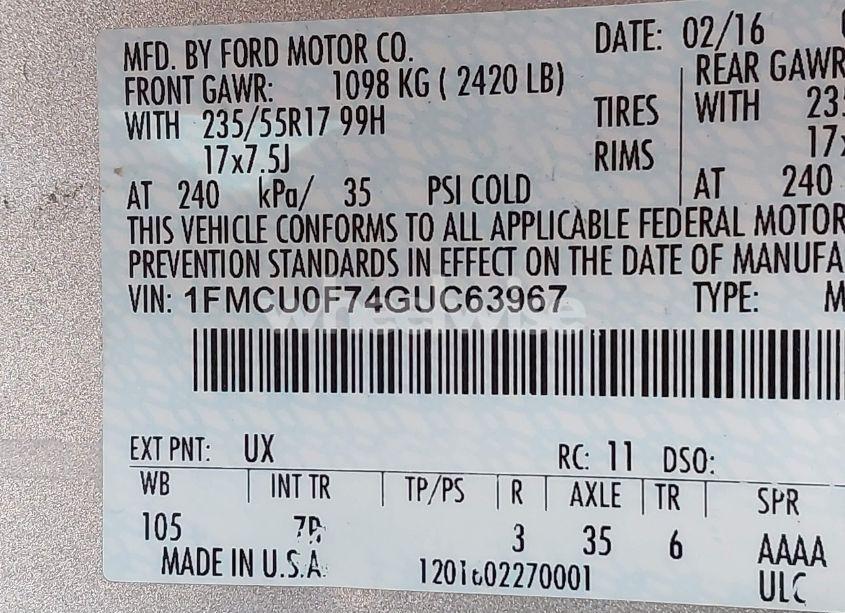 MFD. BY FORD MOTOR CO. DATE: 02/16
FRONT GAWR: 1098 KG ( 2420 LB) REAR GAWR
WITH 235/55R17 99H TIRES WITH 23
17x7.5J RIMS 17x
AT 240 kPa/ 35 PSI COLD AT 240
THIS VEHICLE CONFORMS TO ALL APPLICABLE FEDERAL MOTOR
PREVENTION STANDARDS IN EFFECT ON THE DATE OF MANUFA
VIN: 1FMCU0F74GUC63967 TYPE: M
wheelwise
EXT PNT: UX RC: 11 DSO:
WB INT TR TP/PS R AXLE TR SPR
105 3 35 6 AAAA
MADE IN U.S.A. ULC